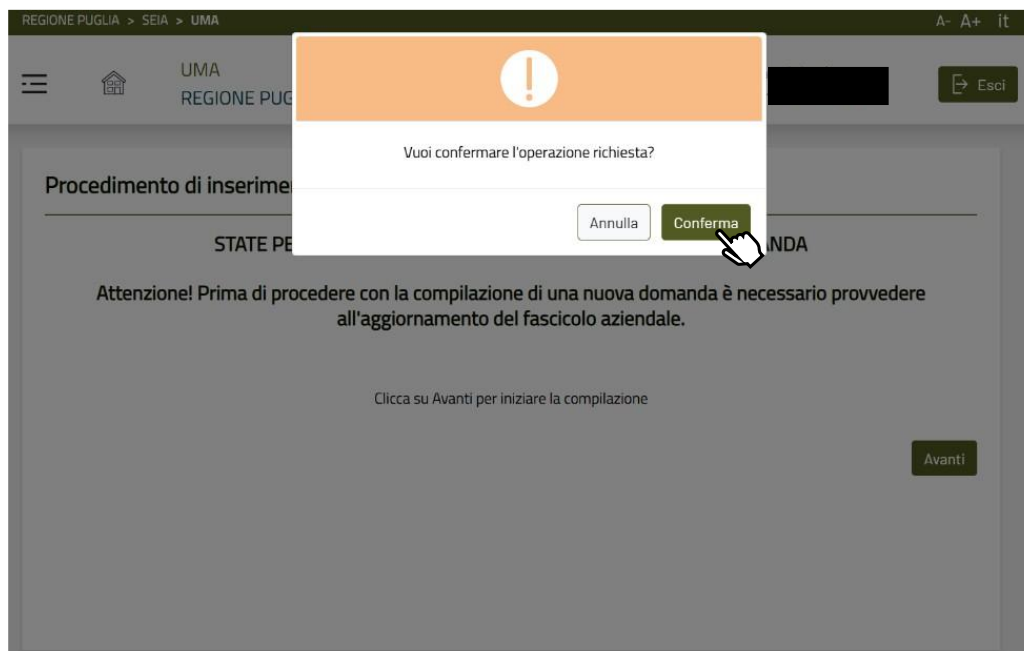 REGIONE PUGLIA > SEIA > UMA
A- A+ it
UMA
REGIONE PUG
Esci
Vuoi confermare l'operazione richiesta?
Annulla
Conferma
Procedimento di inserime
STATE PE
NDA
Attenzione! Prima di procedere con la compilazione di una nuova domanda è necessario provvedere
all'aggiornamento del fascicolo aziendale.
Clicca su Avanti per iniziare la compilazione
Avanti